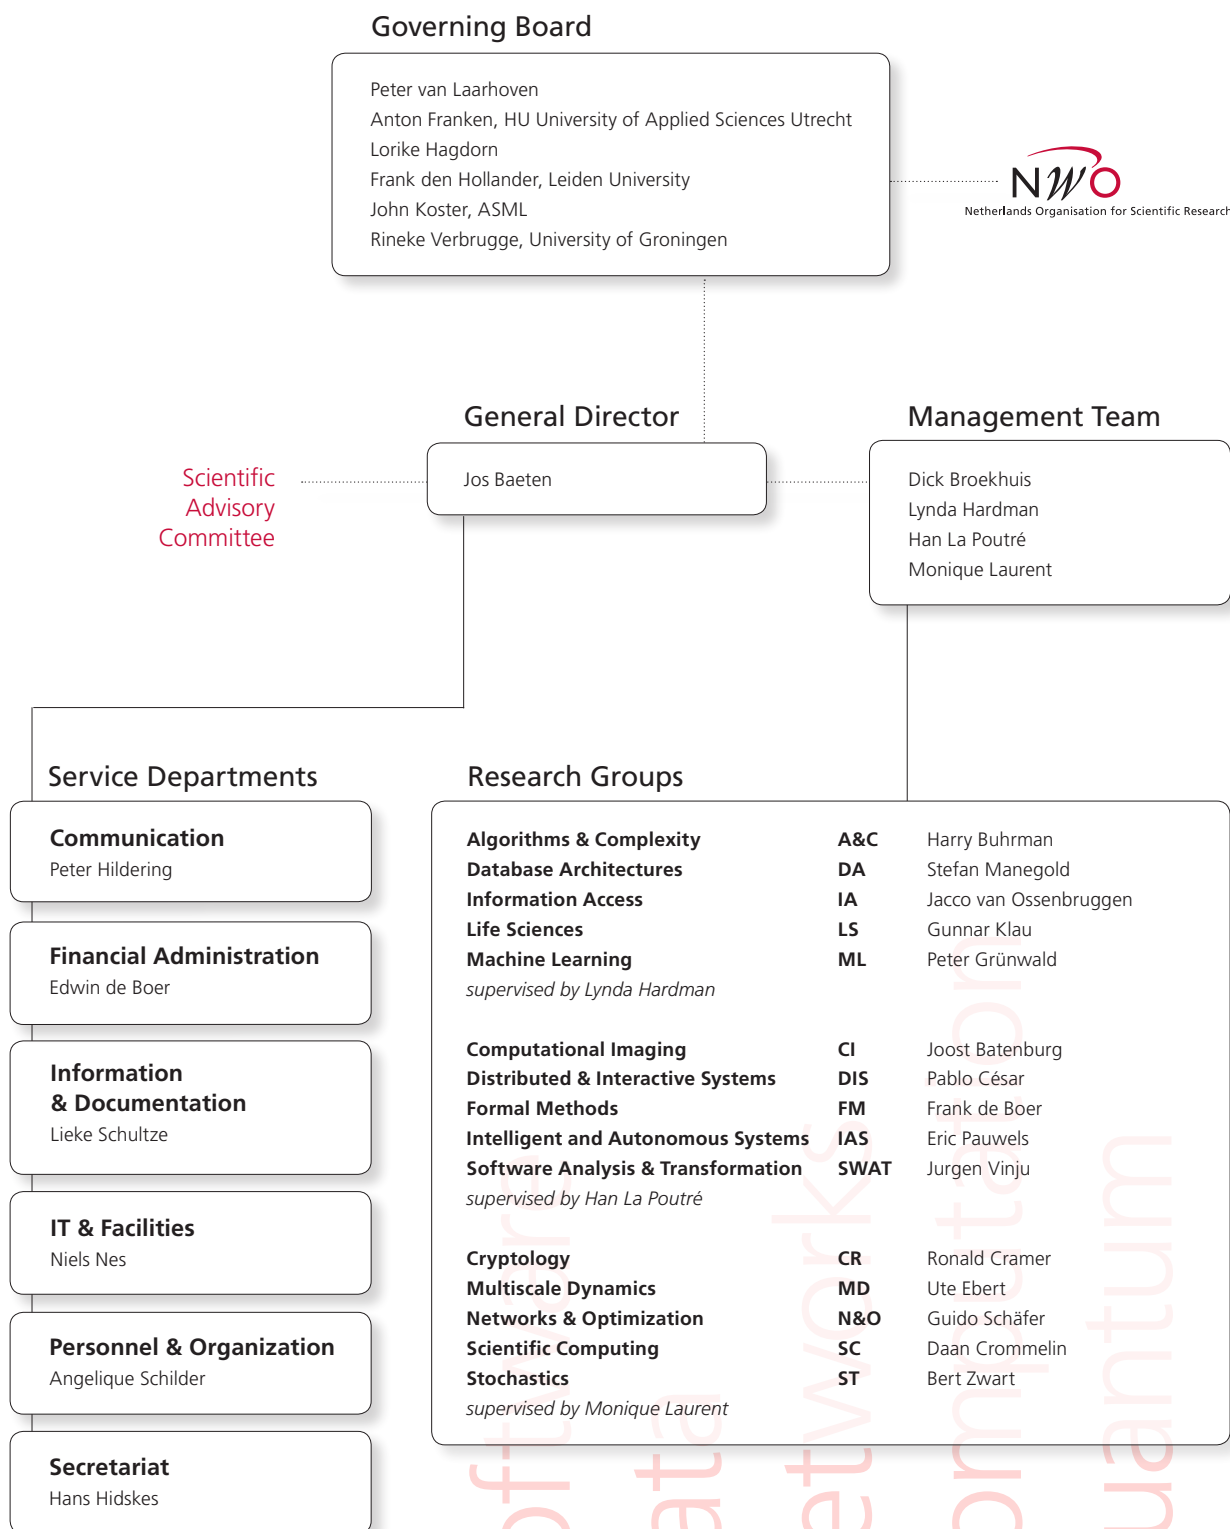 Governing Board
Peter van Laarhoven
Anton Franken, HU University of Applied Sciences Utrecht
Lorike Hagdorn
Frank den Hollander, Leiden University
John Koster, ASML
Rineke Verbrugge, University of Groningen
NWO
Netherlands Organisation for Scientific Research
General Director
Jos Baeten
Management Team
Dick Broekhuis
Lynda Hardman
Han La Poutré
Monique Laurent
Scientific
Advisory
Committee
Service Departments
Communication
Peter Hildering
Financial Administration
Edwin de Boer
Information
& Documentation
Lieke Schultze
IT & Facilities
Niels Nes
Personnel & Organization
Angelique Schilder
Secretariat
Hans Hidskes
Research Groups
Algorithms & Complexity A&C Harry Buhrman
Database Architectures DA Stefan Manegold
Information Access IA Jacco van Ossenbruggen
Life Sciences LS Gunnar Klau
Machine Learning ML Peter Grünwald
supervised by Lynda Hardman
Computational Imaging CI Joost Batenburg
Distributed & Interactive Systems DIS Pablo César
Formal Methods FM Frank de Boer
Intelligent and Autonomous Systems IAS Eric Pauwels
Software Analysis & Transformation SWAT Jurgen Vinju
supervised by Han La Poutré
Cryptology CR Ronald Cramer
Multiscale Dynamics MD Ute Ebert
Networks & Optimization N&O Guido Schäfer
Scientific Computing SC Daan Crommelin
Stochastics ST Bert Zwart
supervised by Monique Laurent
oftware
ata
etworks
omputation
uantum